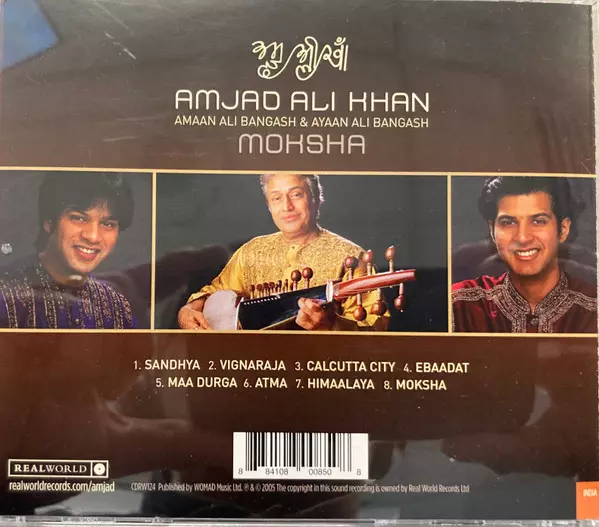 AMJAD ALI KHAN
AMAAN ALI BANGASH & AYAAN ALI BANGASH
MOKSHA
1. SANDHYA 2. VIGNARAJA 3. CALCUTTA CITY 4. EBAADAT
5. MAA DURGA 6. ATMA 7. HIMAALAYA 8. MOKSHA
8 84108 00850 8
REALWORLD
realworldrecords.com/amjad
CDRW124 Published by WOMAD Music Ltd. ℗ & © 2005 The copyright in this sound recording is owned by Real World Records Ltd
INDIA